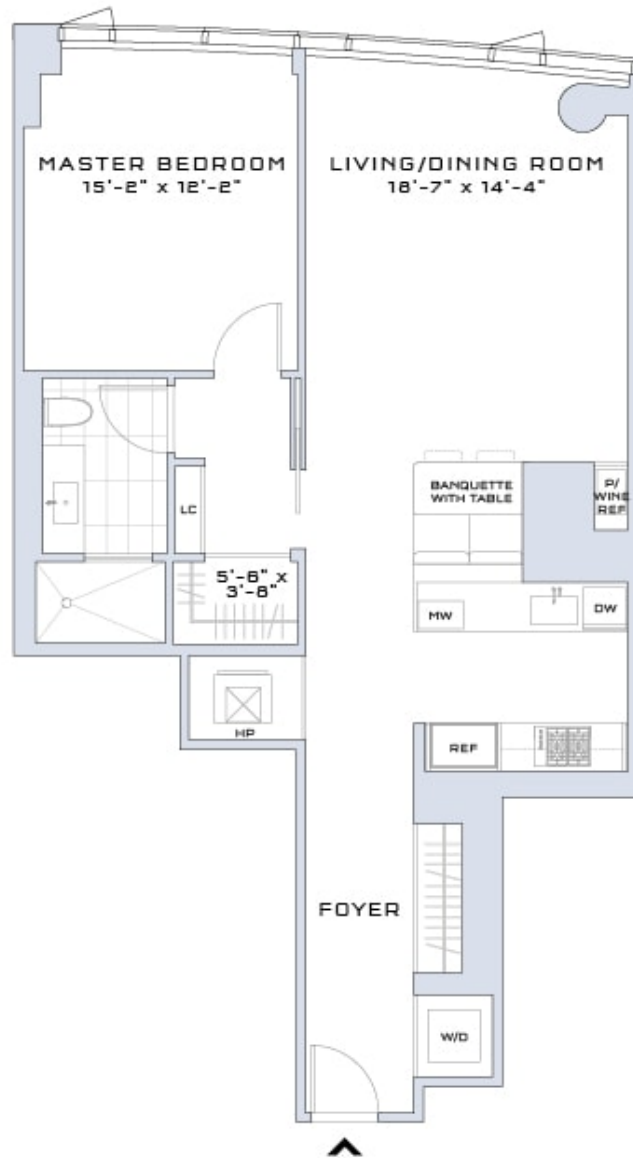 MASTER BEDROOM
15'-2" x 12'-2"
LIVING/DINING ROOM
18'-7" x 14'-4"
BANQUETTE
WITH TABLE
P/
WINE
REF
LC
5'-6" x
3'-8"
MW
DW
HP
REF
FOYER
W/D